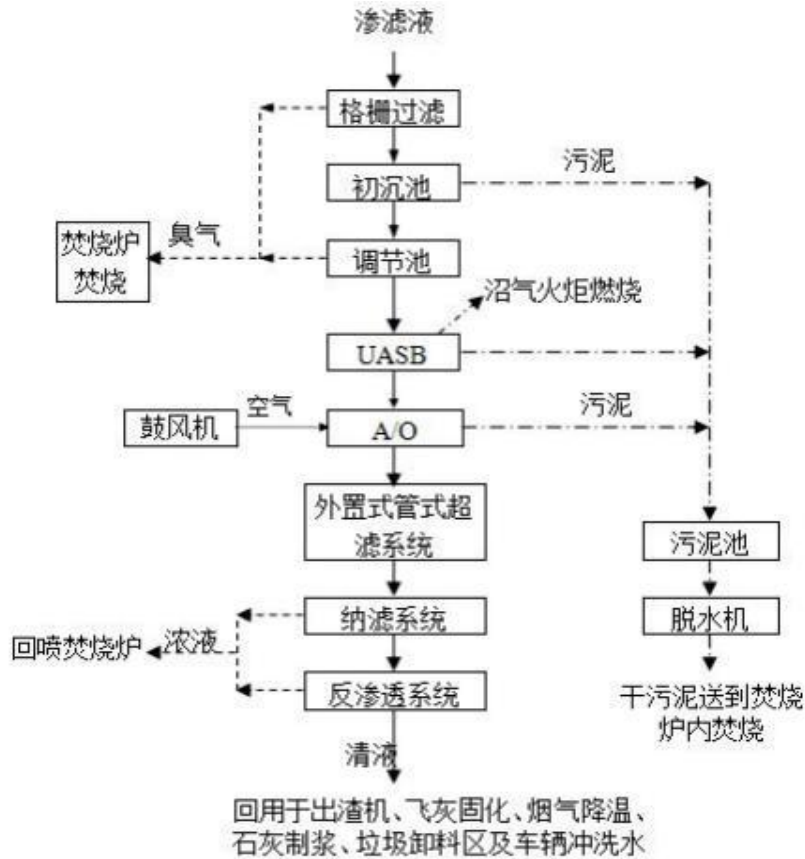 渗滤液
格栅过滤
污泥
初沉池
臭气
焚烧炉
焚烧
调节池
沼气火炬燃烧
UASB
空气
污泥
鼓风机
A/O
外置式管式超
滤系统
污泥池
纳滤系统
脱水机
浓液
回喷焚烧炉
反渗透系统
干污泥送到焚烧
炉内焚烧
清液
回用于出渣机、飞灰固化、烟气降温、
石灰制浆、垃圾卸料区及车辆冲洗水